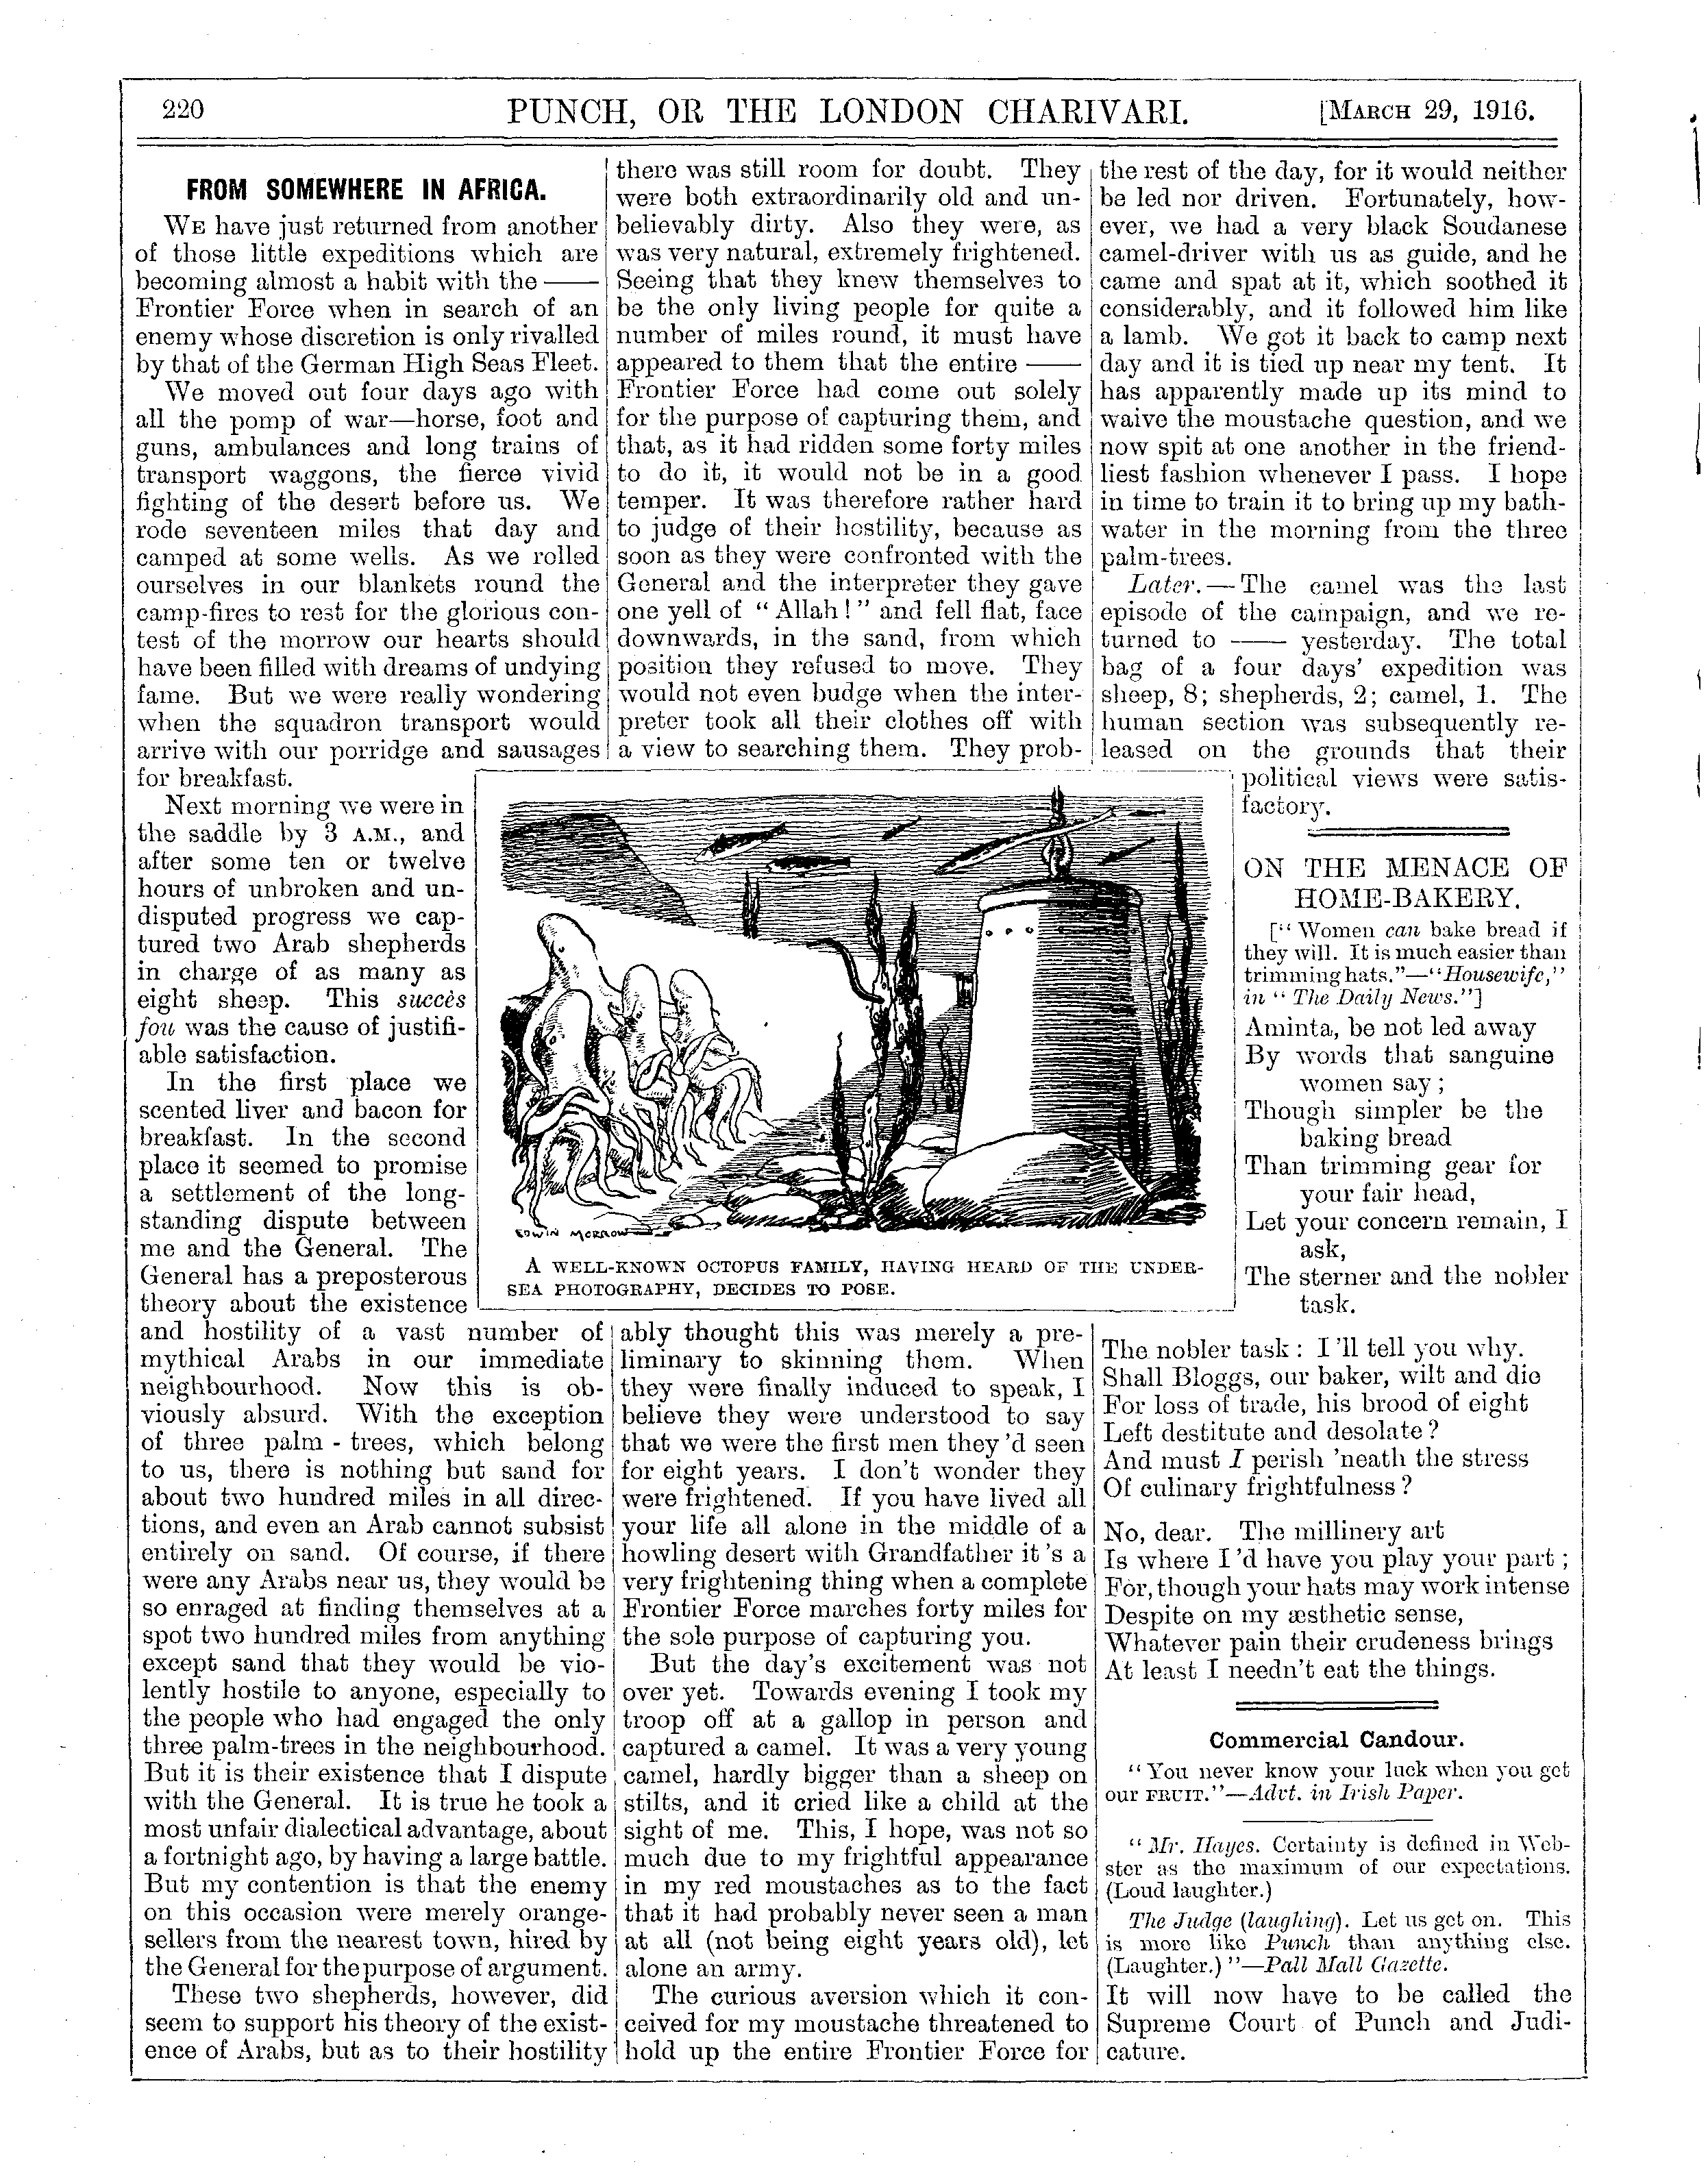 220
PUNCH, OR THE LONDON CHARIVARI.
[MARCH 29, 1916.
FROM SOMEWHERE IN AFRICA.
WE have just returned from another
of those little expeditions which are
becoming almost a habit with the ——
Frontier Force when in search of an
enemy whose discretion is only rivalled
by that of the German High Seas Fleet.
We moved out four days ago with
all the pomp of war—horse, foot and
guns, ambulances and long trains of
transport waggons, the fierce vivid
fighting of the desert before us. We
rode seventeen miles that day and
camped at some wells. As we rolled
ourselves in our blankets round the
camp-fires to rest for the glorious con-
test of the morrow our hearts should
have been filled with dreams of undying
fame. But we were really wondering
when the squadron transport would
arrive with our porridge and sausages
for breakfast.
Next morning we were in
the saddle by 3 A.M., and
after some ten or twelve
hours of unbroken and un-
disputed progress we cap-
tured two Arab shepherds
in charge of as many as
eight sheep. This succès
fou was the cause of justifi-
able satisfaction.
In the first place we
scented liver and bacon for
breakfast. In the second
place it seemed to promise
a settlement of the long-
standing dispute between
me and the General. The
General has a preposterous
theory about the existence
and hostility of a vast number of
mythical Arabs in our immediate
neighbourhood. Now this is ob-
viously absurd. With the exception
of three palm-trees, which belong
to us, there is nothing but sand for
about two hundred miles in all direc-
tions, and even an Arab cannot subsist
entirely on sand. Of course, if there
were any Arabs near us, they would be
so enraged at finding themselves at a
spot two hundred miles from anything
except sand that they would be vio-
lently hostile to anyone, especially to
the people who had engaged the only
three palm-trees in the neighbourhood.
But it is their existence that I dispute
with the General. It is true he took a
most unfair dialectical advantage, about
a fortnight ago, by having a large battle.
But my contention is that the enemy
on this occasion were merely orange-
sellers from the nearest town, hired by
the General for the purpose of argument.
These two shepherds, however, did
seem to support his theory of the exist-
ence of Arabs, but as to their hostility
there was still room for doubt. They
were both extraordinarily old and un-
believably dirty. Also they were, as
was very natural, extremely frightened.
Seeing that they knew themselves to
be the only living people for quite a
number of miles round, it must have
appeared to them that the entire ——
Frontier Force had come out solely
for the purpose of capturing them, and
that, as it had ridden some forty miles
to do it, it would not be in a good
temper. It was therefore rather hard
to judge of their hostility, because as
soon as they were confronted with the
General and the interpreter they gave
one yell of "Allah!" and fell flat, face
downwards, in the sand, from which
position they refused to move. They
would not even budge when the inter-
preter took all their clothes off with
a view to searching them. They prob-
EDWIN MORROW
A WELL-KNOWN OCTOPUS FAMILY, HAVING HEARD OF THE UNDER-
SEA PHOTOGRAPHY, DECIDES TO POSE.
ably thought this was merely a pre-
liminary to skinning them. When
they were finally induced to speak, I
believe they were understood to say
that we were the first men they'd seen
for eight years. I don't wonder they
were frightened. If you have lived all
your life all alone in the middle of a
howling desert with Grandfather it's a
very frightening thing when a complete
Frontier Force marches forty miles for
the sole purpose of capturing you.
But the day's excitement was not
over yet. Towards evening I took my
troop off at a gallop in person and
captured a camel. It was a very young
camel, hardly bigger than a sheep on
stilts, and it cried like a child at the
sight of me. This, I hope, was not so
much due to my frightful appearance
in my red moustaches as to the fact
that it had probably never seen a man
at all (not being eight years old), let
alone an army.
The curious aversion which it con-
ceived for my moustache threatened to
hold up the entire Frontier Force for
the rest of the day, for it would neither
be led nor driven. Fortunately, how-
ever, we had a very black Soudanese
camel-driver with us as guide, and he
came and spat at it, which soothed it
considerably, and it followed him like
a lamb. We got it back to camp next
day and it is tied up near my tent. It
has apparently made up its mind to
waive the moustache question, and we
now spit at one another in the friend-
liest fashion whenever I pass. I hope
in time to train it to bring up my bath-
water in the morning from the three
palm-trees.
Later.—The camel was the last
episode of the campaign, and we re-
turned to —— yesterday. The total
bag of a four days' expedition was
sheep, 8; shepherds, 2; camel, 1. The
human section was subsequently re-
leased on the grounds that their
political views were satis-
factory.
ON THE MENACE OF
HOME-BAKERY.
["Women can bake bread if
they will. It is much easier than
trimming hats."—"Housewife,"
in "The Daily News."]
Aminta, be not led away
By words that sanguine
women say;
Though simpler be the
baking bread
Than trimming gear for
your fair head,
Let your concern remain, I
ask,
The sterner and the nobler
task.
The nobler task: I'll tell you why.
Shall Bloggs, our baker, wilt and die
For loss of trade, his brood of eight
Left destitute and desolate?
And must I perish 'neath the stress
Of culinary frightfulness?
No, dear. The millinery art
Is where I'd have you play your part;
For, though your hats may work intense
Despite on my æsthetic sense,
Whatever pain their crudeness brings
At least I needn't eat the things.
Commercial Candour.
"You never know your luck when you get
our FRUIT."—Advt. in Irish Paper.
"Mr. Hayes. Certainty is defined in Web-
ster as the maximum of our expectations.
(Loud laughter.)
The Judge (laughing). Let us get on. This
is more like Punch than anything else.
(Laughter.)"—Pall Mall Gazette.
It will now have to be called the
Supreme Court of Punch and Judi-
cature.